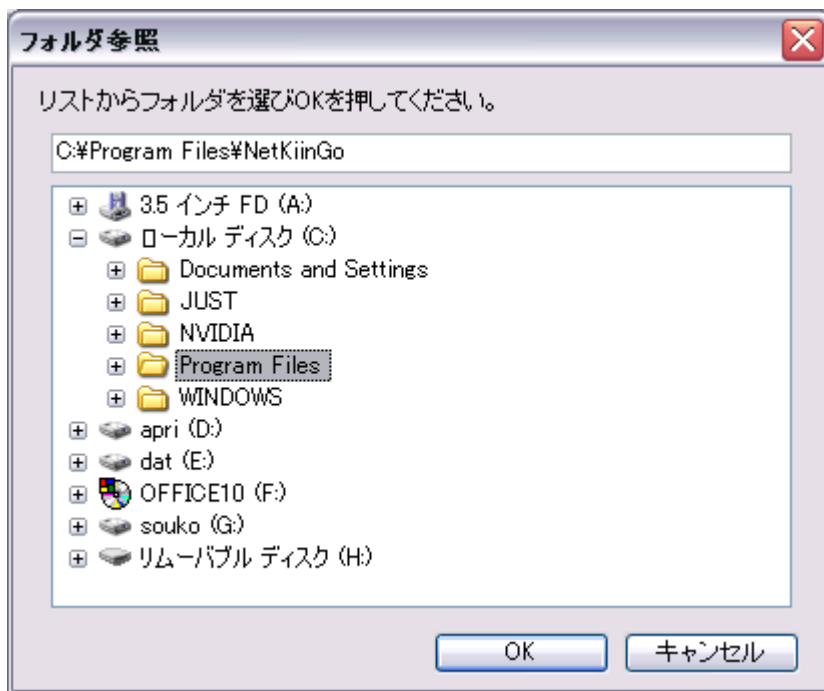 フォルダ参照
リストからフォルダを選びOKを押してください。
C:¥Program Files¥NetKiinGo
3.5 インチ FD (A:)
ローカル ディスク (C:)
Documents and Settings
JUST
NVIDIA
Program Files
WINDOWS
apri (D:)
dat (E:)
OFFICE10 (F:)
souko (G:)
リムーバブル ディスク (H:)
OK キャンセル